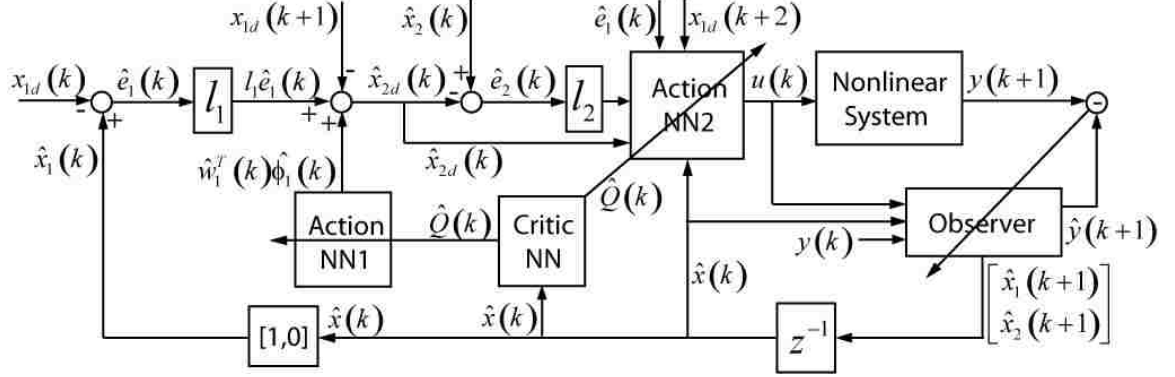 x_{1d}(k+1)
x̂_2(k)
ê_1(k)
x_{1d}(k+2)
x_{1d}(k)
ê_1(k)
l_1
l_1ê_1(k)
x̂_{2d}(k)
ê_2(k)
l_2
Action
NN2
u(k)
Nonlinear
System
y(k+1)
-
+
-
+
+
+
-
-
x̂_1(k)
ŵ_1^T(k)ϕ̂_1(k)
x̂_{2d}(k)
Q̂(k)
Action
NN1
Q̂(k)
Critic
NN
y(k)
Observer
ŷ(k+1)
x̂(k)
[x̂_1(k+1)
x̂_2(k+1)]
[1,0]
x̂(k)
x̂(k)
z^{-1}